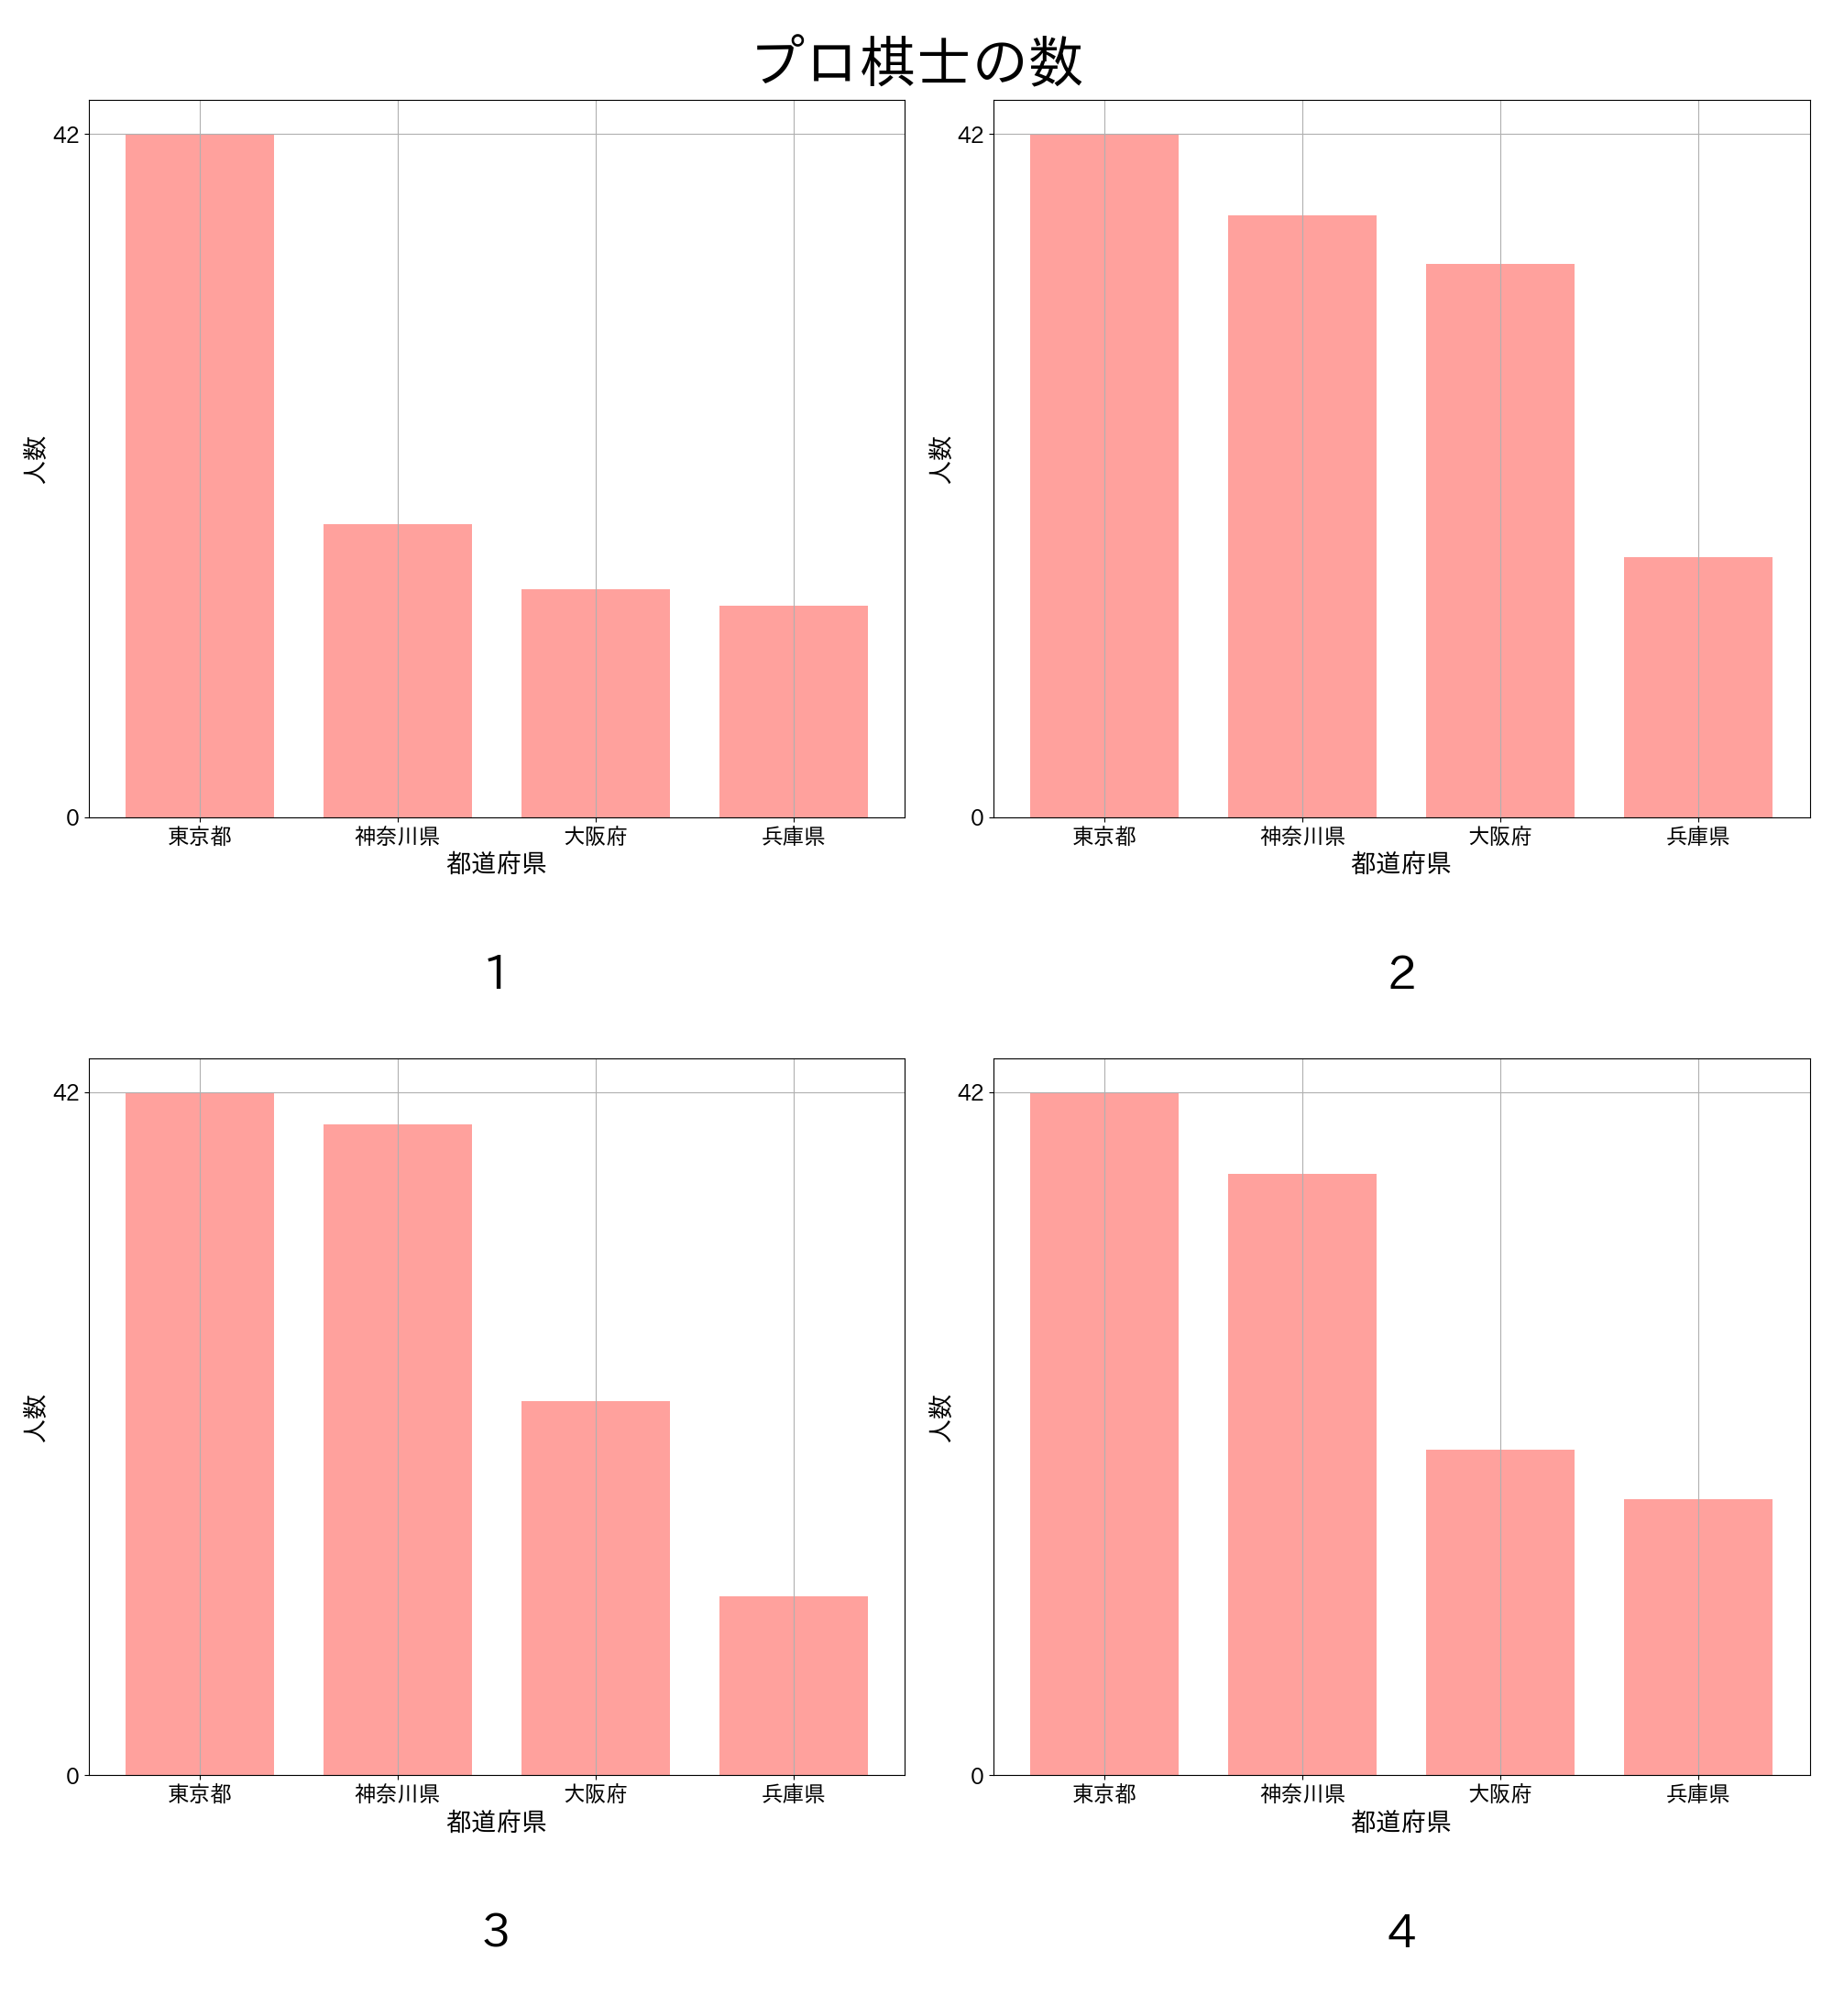 プロ棋士の数
42
0
人数
東京都 神奈川県 大阪府 兵庫県
都道府県
1
42
0
人数
東京都 神奈川県 大阪府 兵庫県
都道府県
2
42
0
人数
東京都 神奈川県 大阪府 兵庫県
都道府県
3
42
0
人数
東京都 神奈川県 大阪府 兵庫県
都道府県
4